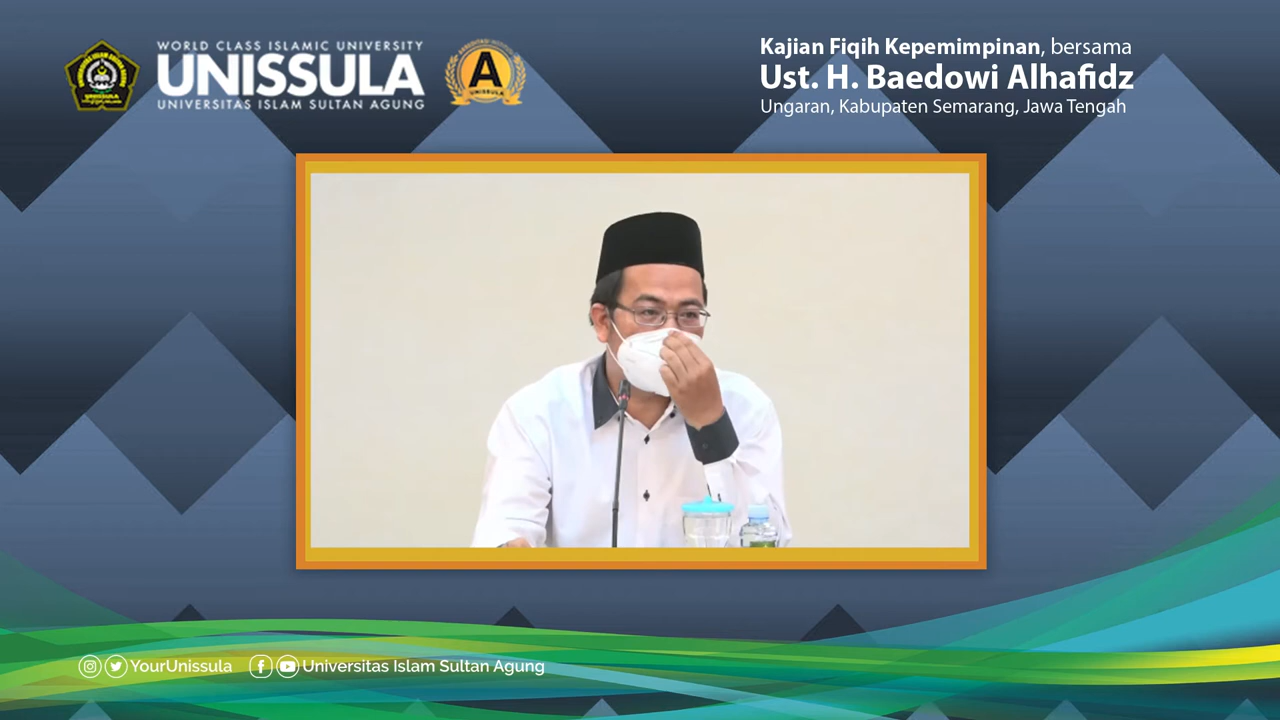 WORLD CLASS ISLAMIC UNIVERSITY
UNISSULA
UNIVERSITAS ISLAM SULTAN AGUNG
A
UNISSULA
Kajian Fiqih Kepemimpinan, bersama
Ust. H. Baedowi Alhafidz
Ungaran, Kabupaten Semarang, Jawa Tengah
YourUnissula
Universitas Islam Sultan Agung